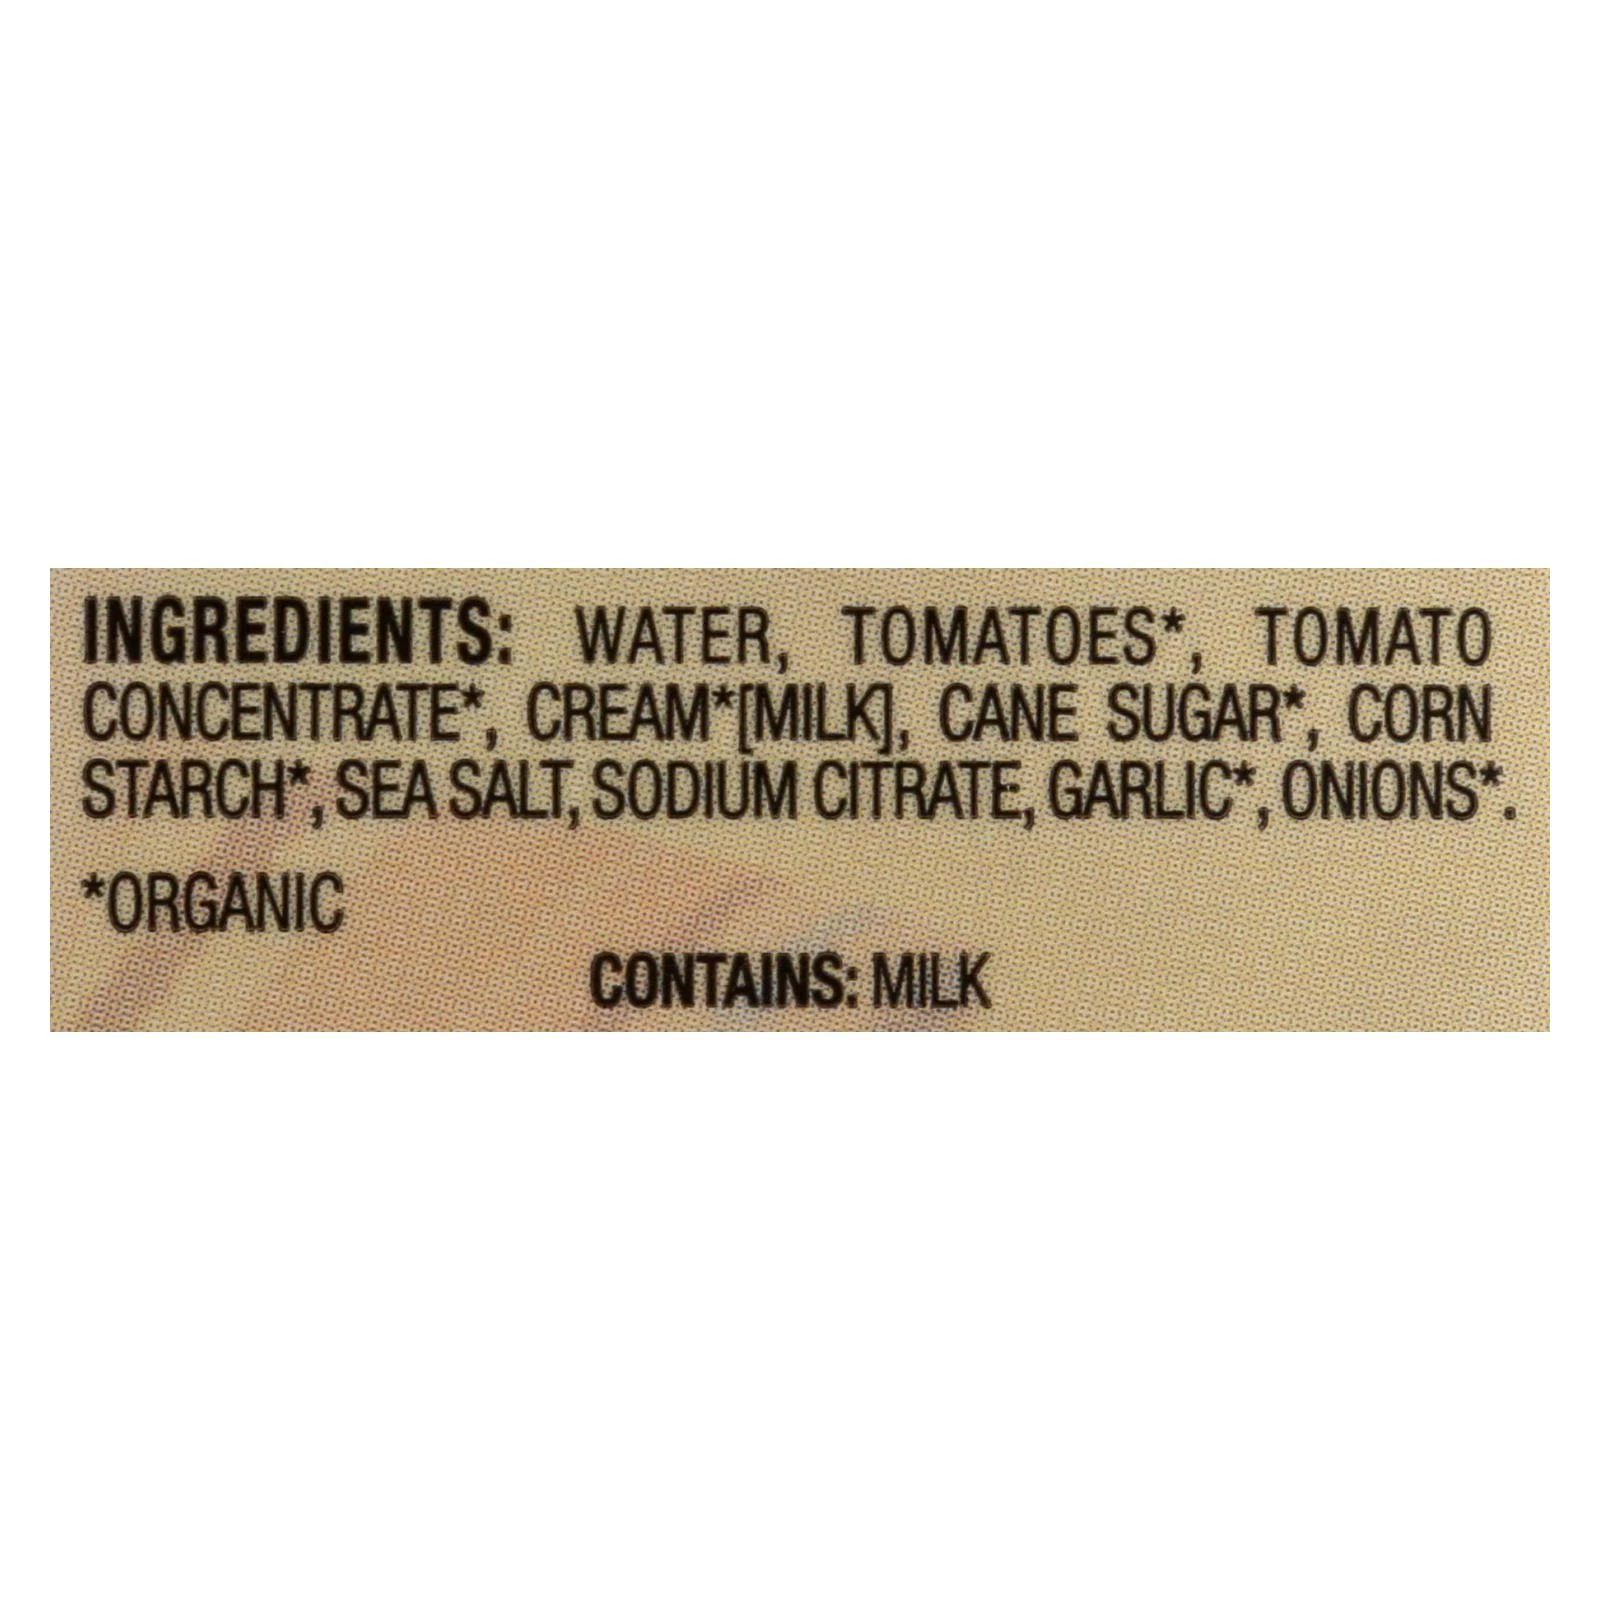 INGREDIENTS: WATER, TOMATOES*, TOMATO
CONCENTRATE*, CREAM*[MILK], CANE SUGAR*, CORN
STARCH*, SEA SALT, SODIUM CITRATE, GARLIC*, ONIONS*.
*ORGANIC
CONTAINS: MILK